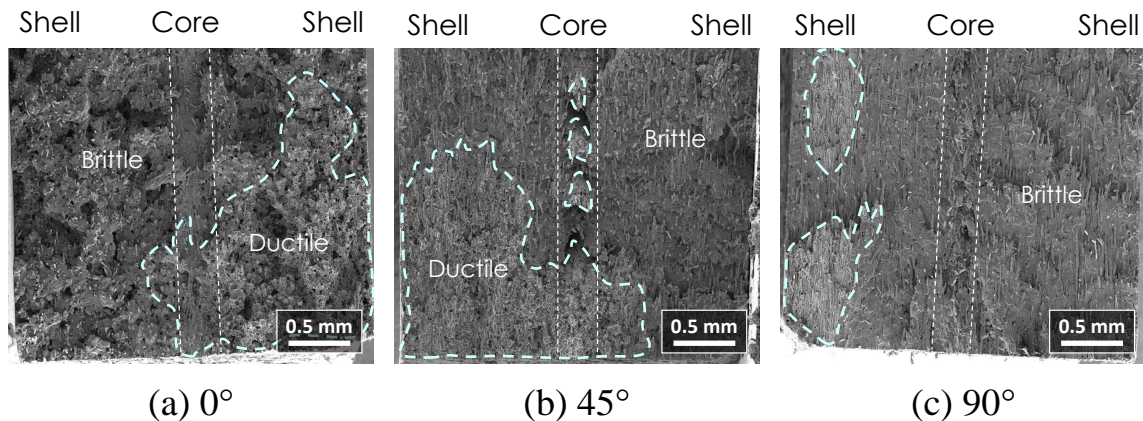 Shell Core Shell
Brittle
Ductile
0.5 mm
(a) 0°
Shell Core Shell
Brittle
Ductile
0.5 mm
(b) 45°
Shell Core Shell
Brittle
0.5 mm
(c) 90°